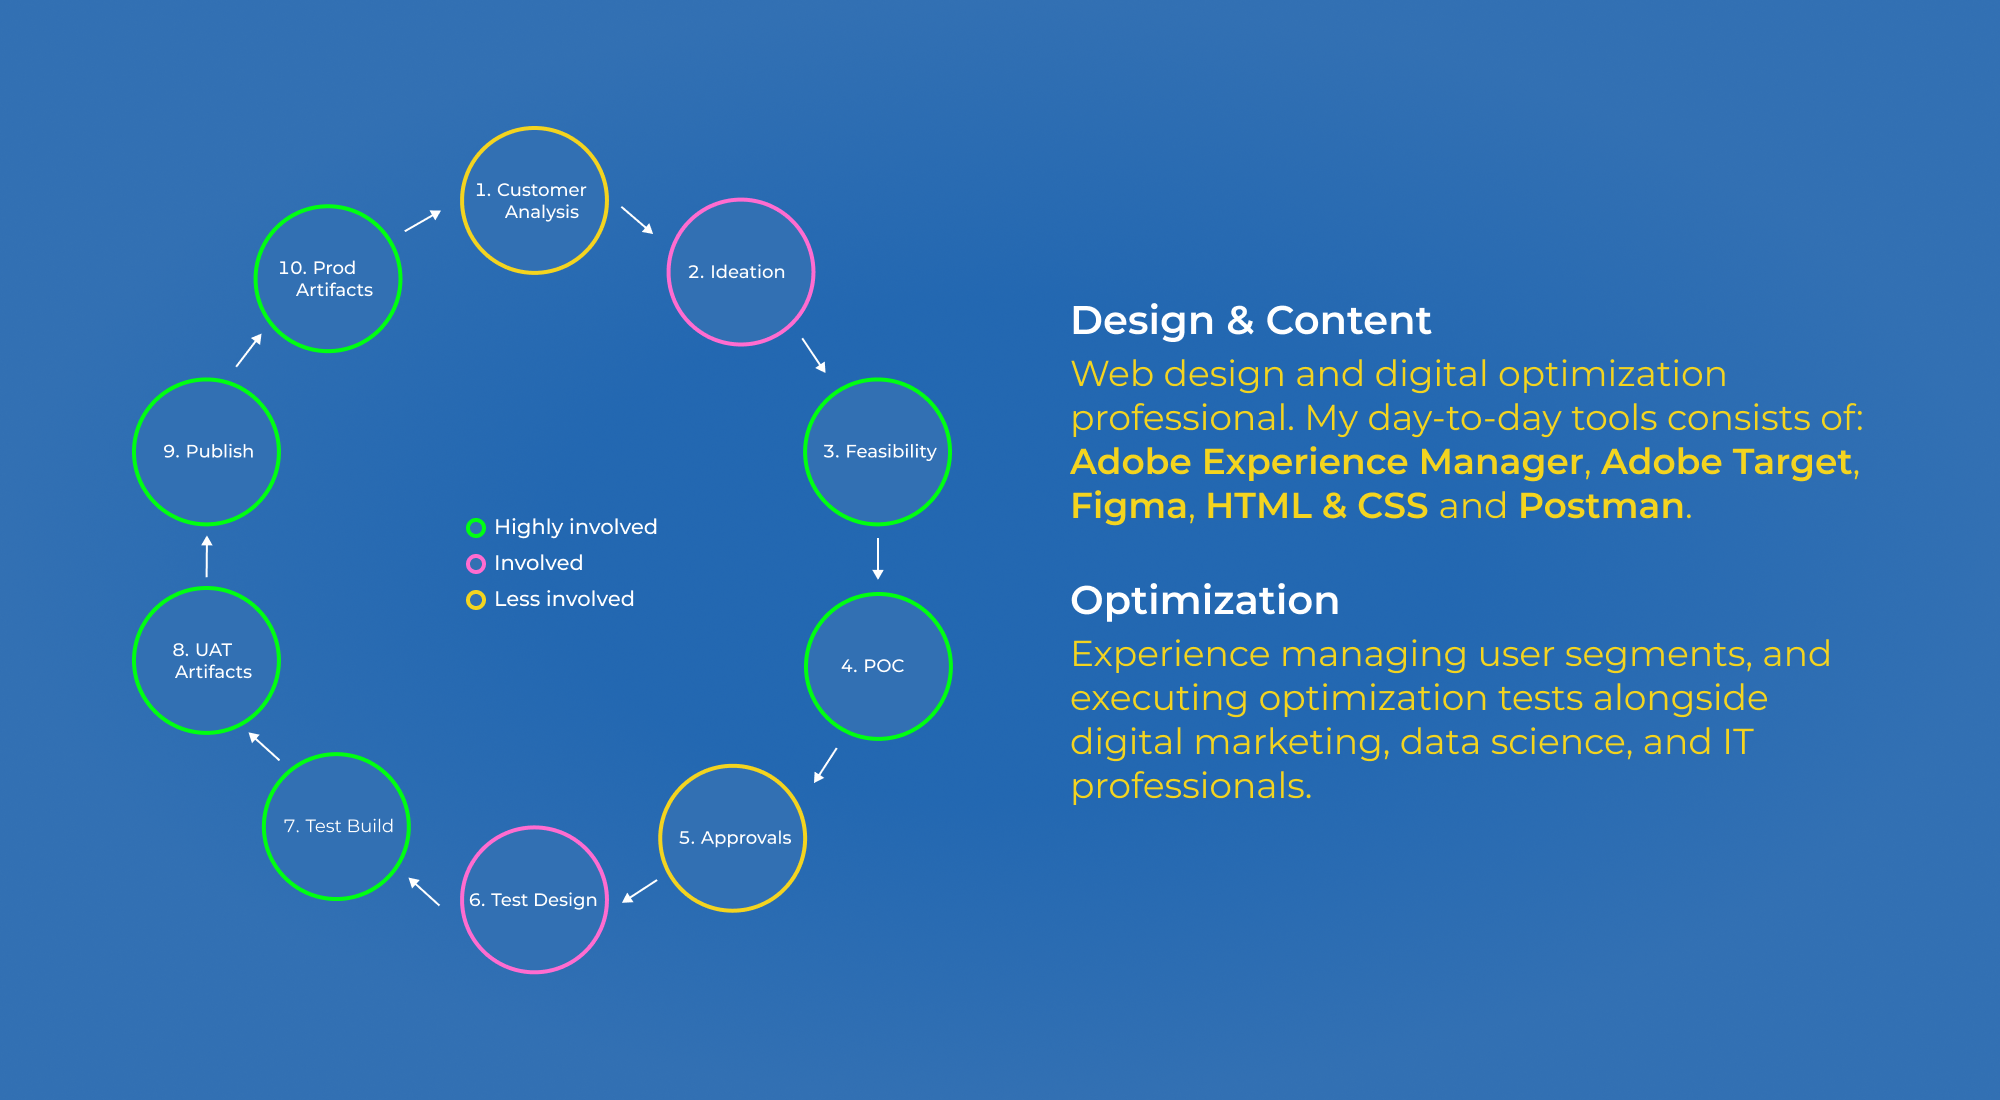 1. Customer
Analysis
2. Ideation
3. Feasibility
4. POC
5. Approvals
6. Test Design
7. Test Build
8. UAT
Artifacts
9. Publish
10. Prod
Artifacts
Highly involved
Involved
Less involved
Design & Content
Web design and digital optimization
professional. My day-to-day tools consists of:
Adobe Experience Manager, Adobe Target,
Figma, HTML & CSS and Postman.
Optimization
Experience managing user segments, and
executing optimization tests alongside
digital marketing, data science, and IT
professionals.